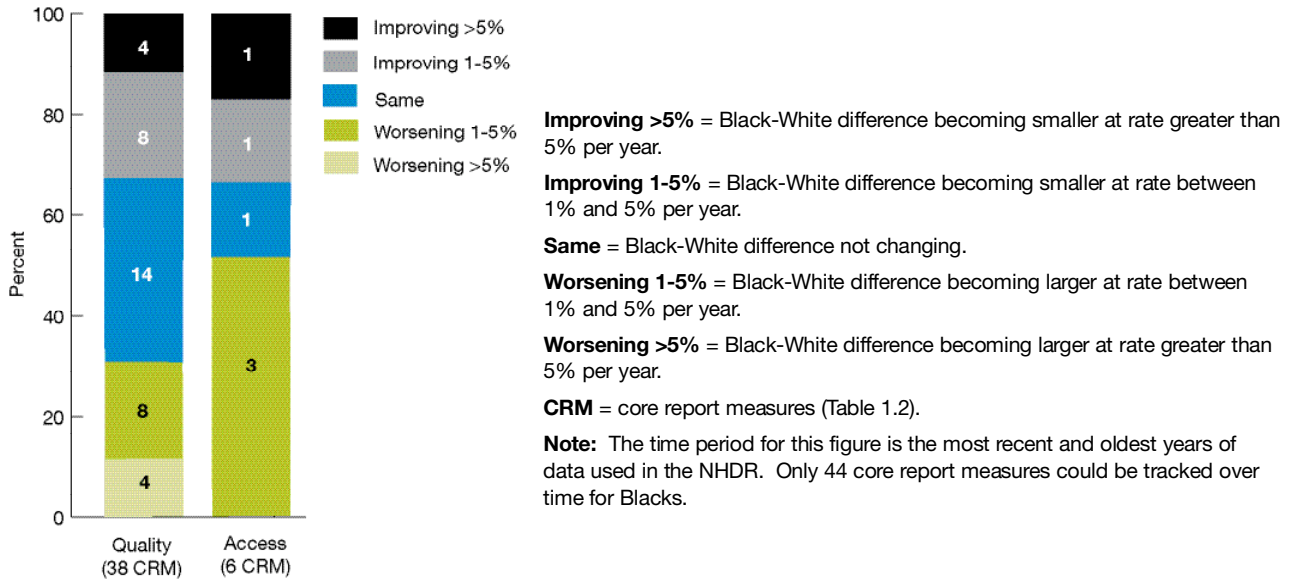 100
80
60
40
20
0
Percent
4
8
14
8
4
1
1
1
3
Quality
(38 CRM)
Access
(6 CRM)
Improving >5%
Improving 1-5%
Same
Worsening 1-5%
Worsening >5%
Improving >5% = Black-White difference becoming smaller at rate greater than
5% per year.
Improving 1-5% = Black-White difference becoming smaller at rate between
1% and 5% per year.
Same = Black-White difference not changing.
Worsening 1-5% = Black-White difference becoming larger at rate between
1% and 5% per year.
Worsening >5% = Black-White difference becoming larger at rate greater than
5% per year.
CRM = core report measures (Table 1.2).
Note: The time period for this figure is the most recent and oldest years of
data used in the NHDR. Only 44 core report measures could be tracked over
time for Blacks.